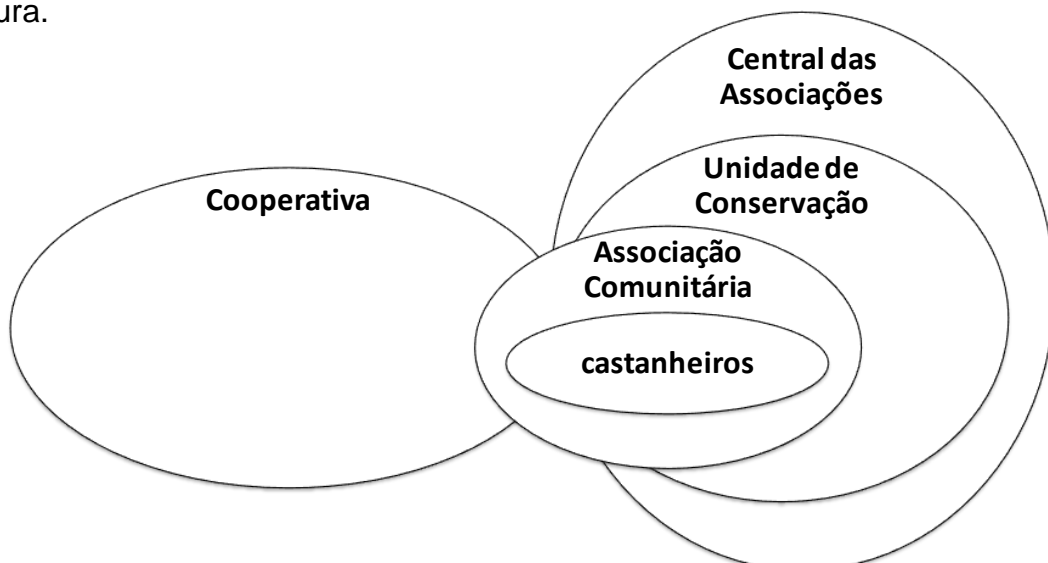 ura.
Central das
Associações
Unidade de
Conservação
Cooperativa
Associação
Comunitária
castanheiros